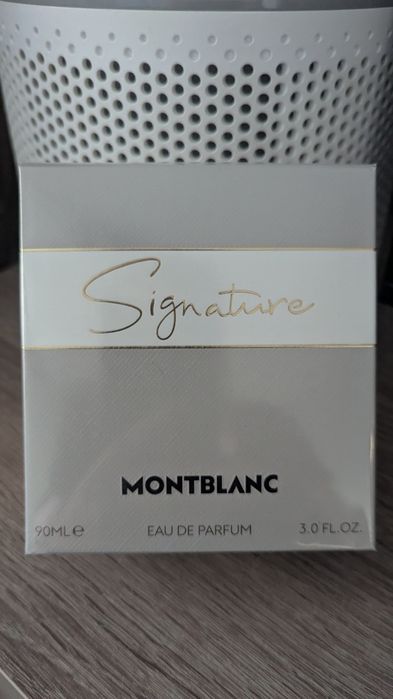 Signature
MONTBLANC
90ML℮ EAU DE PARFUM 3.0 FL.OZ.